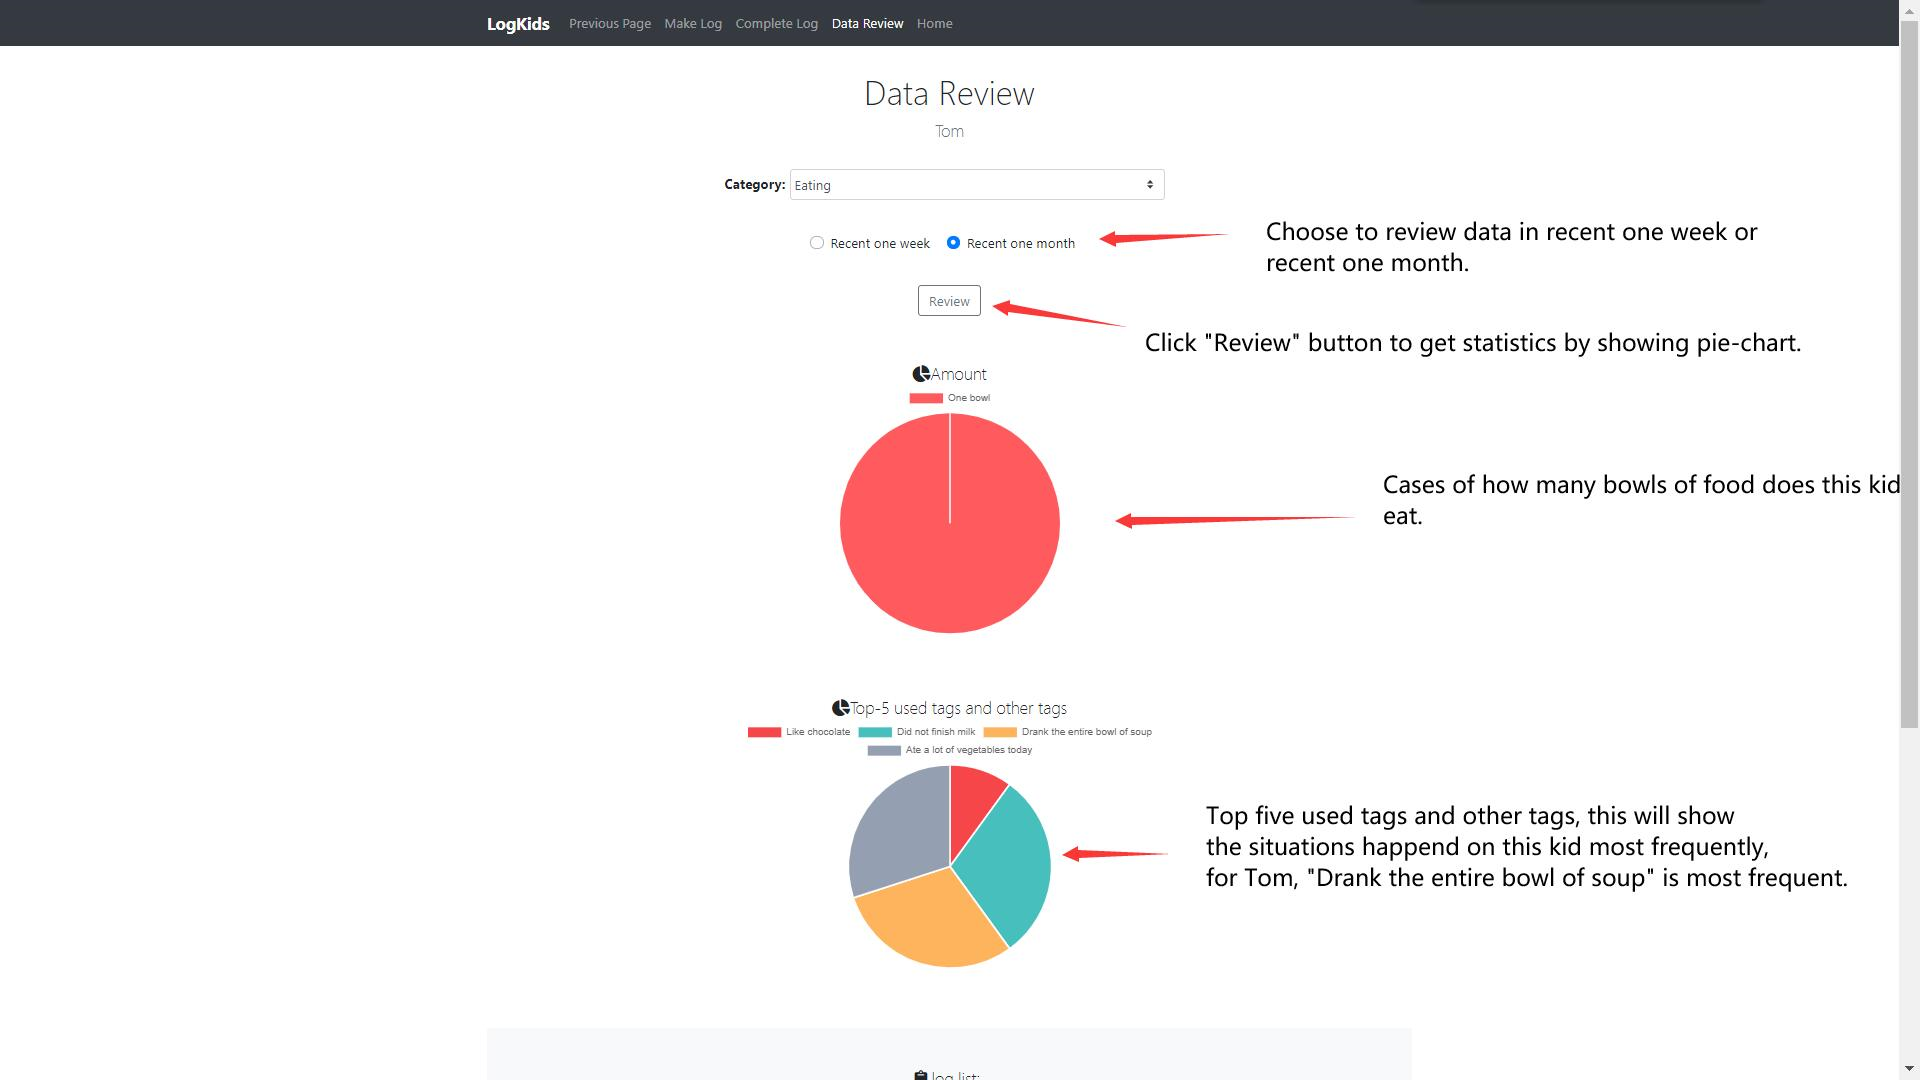 LogKids Previous Page Make Log Complete Log Data Review Home
Data Review
Tom
Category: Eating
Recent one week Recent one month
Choose to review data in recent one week or
recent one month.
Review
Click "Review" button to get statistics by showing pie-chart.
Amount
One bowl
Cases of how many bowls of food does this kid
eat.
Top-5 used tags and other tags
Like chocolate Did not finish milk Drank the entire bowl of soup
Ate a lot of vegetables today
Top five used tags and other tags, this will show
the situations happend on this kid most frequently,
for Tom, "Drank the entire bowl of soup" is most frequent.
log list: